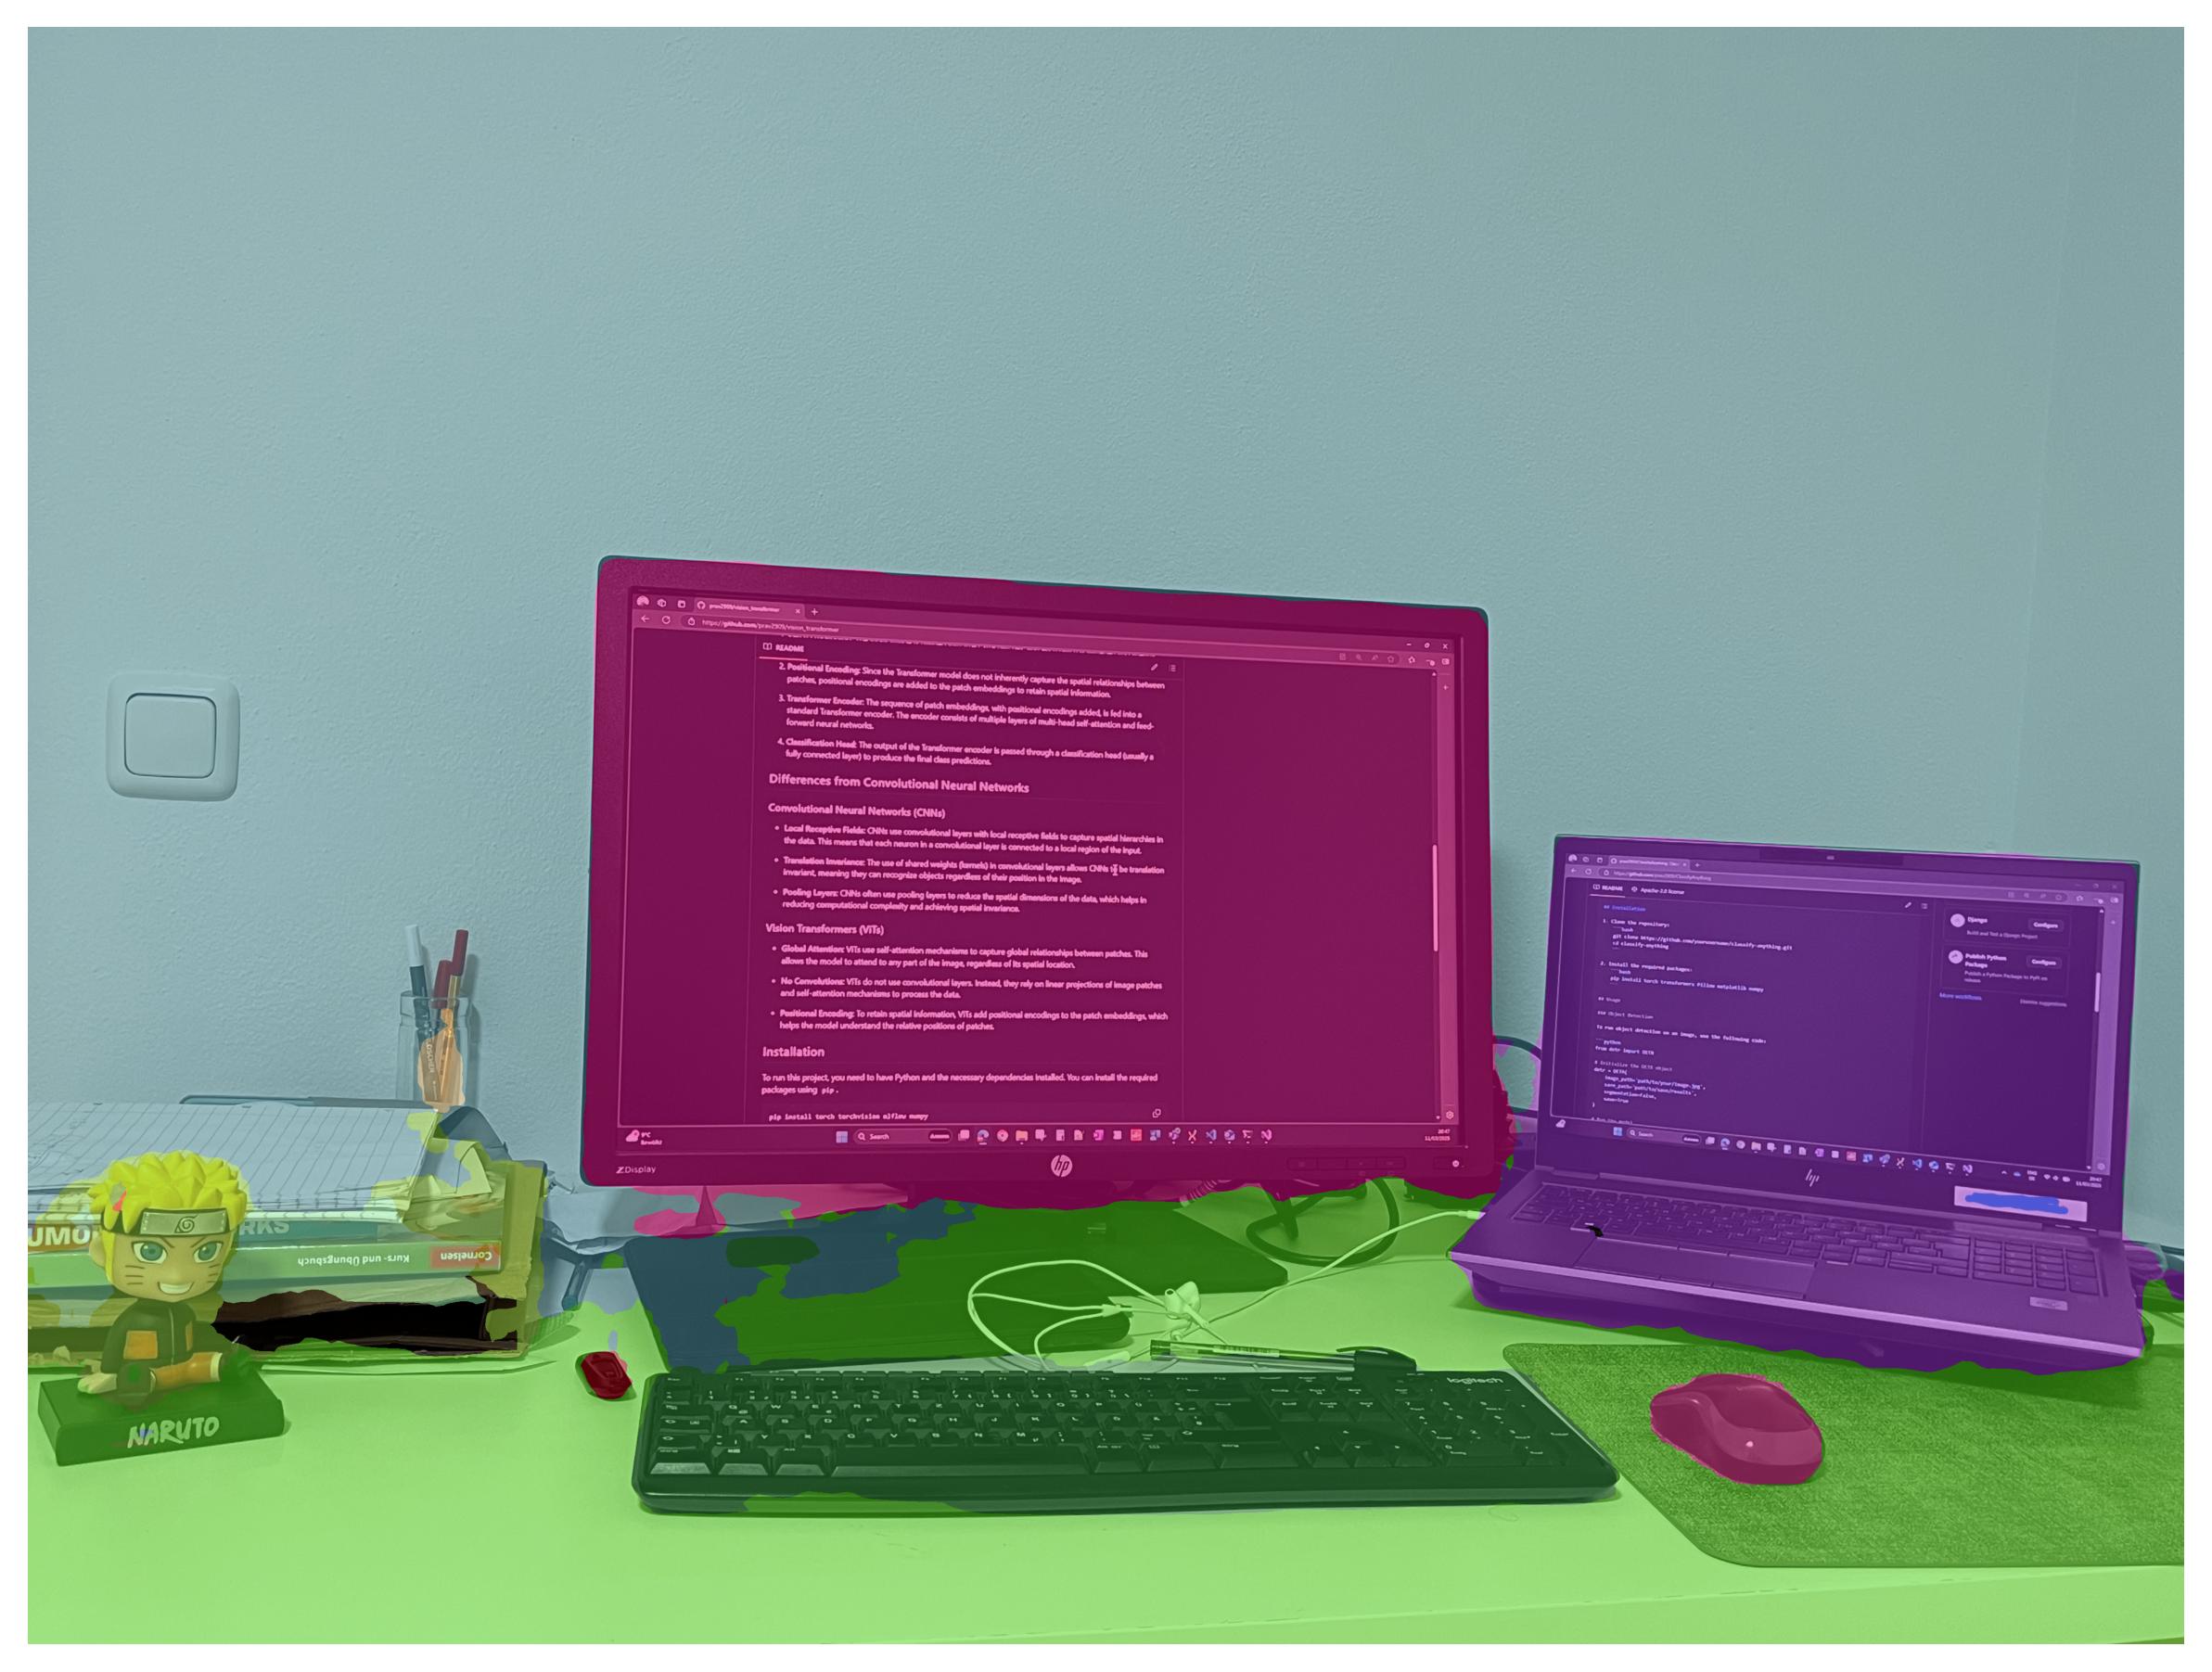 prav2909/vision_transformer
https://github.com/prav2909/vision_transformer
README
2. Positional Encoding: Since the Transformer model does not inherently capture the spatial relationships between
patches, positional encodings are added to the patch embeddings to retain spatial information.
3. Transformer Encoder: The sequence of patch embeddings, with positional encodings added, is fed into a
standard Transformer encoder. The encoder consists of multiple layers of multi-head self-attention and feed-
forward neural networks.
4. Classification Head: The output of the Transformer encoder is passed through a classification head (usually a
fully connected layer) to produce the final class predictions.
Differences from Convolutional Neural Networks
Convolutional Neural Networks (CNNs)
• Local Receptive Fields: CNNs use convolutional layers with local receptive fields to capture spatial hierarchies in
the data. This means that each neuron in a convolutional layer is connected to a local region of the input.
• Translation Invariance: The use of shared weights (kernels) in convolutional layers allows CNNs to be translation
invariant, meaning they can recognize objects regardless of their position in the image.
• Pooling Layers: CNNs often use pooling layers to reduce the spatial dimensions of the data, which helps in
reducing computational complexity and achieving spatial invariance.
Vision Transformers (ViTs)
• Global Attention: ViTs use self-attention mechanisms to capture global relationships between patches. This
allows the model to attend to any part of the image, regardless of its spatial location.
• No Convolutions: ViTs do not use convolutional layers. Instead, they rely on linear projections of image patches
and self-attention mechanisms to process the data.
• Positional Encoding: To retain spatial information, ViTs add positional encodings to the patch embeddings, which
helps the model understand the relative positions of patches.
Installation
To run this project, you need to have Python and the necessary dependencies installed. You can install the required
packages using pip.
pip install torch torchvision mlflow numpy
9°C
Bewölkt
Search
20:47
ZDisplay
hp
README
Apache-2.0 license
## Installation
1. Clone the repository:
```bash
git clone https://github.com/yourusername/classify-anything.git
cd classify-anything
2. Install the required packages:
```bash
pip install torch transformers Pillow matplotlib numpy
## Usage
### Object Detection
To run object detection on an image, use the following code:
```python
from detr import DETR
# Initialize the DETR object
detr = DETR(
image_path='path/to/your/image.jpg',
save_path='path/to/save/results',
segmentation=False,
save=True
)
Django
Configure
Build and Test a Django Project
Publish Python
Package
Configure
Publish a Python Package to PyPI on
release
More workflows
Dismiss suggestions
Search
20:47
hp
UMO
RKS
Kurs- und Übungsbuch
Cornelsen
NARUTO
logitech